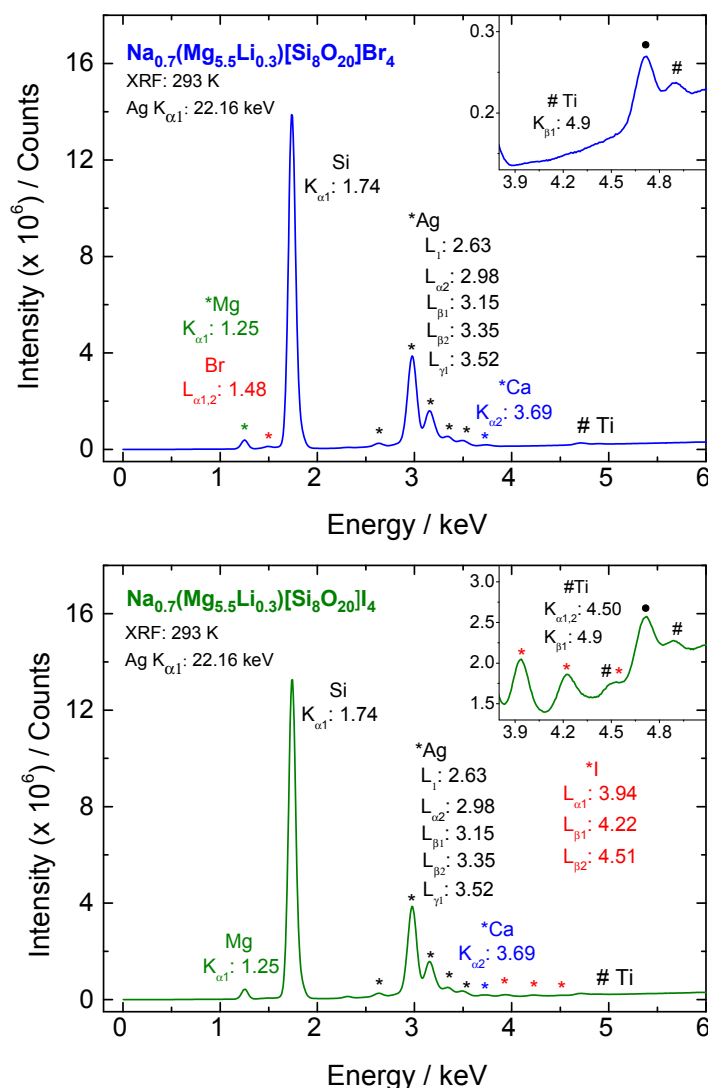 Na₀.₇(Mg₅.₅Li₀.₃)[Si₈O₂₀]Br₄
XRF: 293 K
Ag Kα1: 22.16 keV
Si
Kα1: 1.74
*Mg
Kα1: 1.25
Br
Lα1,2: 1.48
* Ag
Ll: 2.63
Lα2: 2.98
Lβ1: 3.15
Lβ2: 3.35
Lγ1: 3.52
*Ca
Kα2: 3.69
# Ti
* * * * * * * *
16
12
8
4
0
Intensity (x 10⁶) / Counts
0 1 2 3 4 5 6
Energy / keV
0.3
0.2
# Ti
Kβ1: 4.9
● #
3.9 4.2 4.5 4.8
Na₀.₇(Mg₅.₅Li₀.₃)[Si₈O₂₀]I₄
XRF: 293 K
Ag Kα1: 22.16 keV
Si
Kα1: 1.74
Mg
Kα1: 1.25
*Ag
Ll: 2.63
Lα2: 2.98
Lβ1: 3.15
Lβ2: 3.35
Lγ1: 3.52
*Ca
Kα2: 3.69
*I
Lα1: 3.94
Lβ1: 4.22
Lβ2: 4.51
# Ti
* * * * * * * * *
16
12
8
4
0
Intensity (x 10⁶) / Counts
0 1 2 3 4 5 6
Energy / keV
3.0
2.5
2.0
1.5
#Ti
Kα1,2: 4.50
Kβ1: 4.9
* * # * ● #
3.9 4.2 4.5 4.8